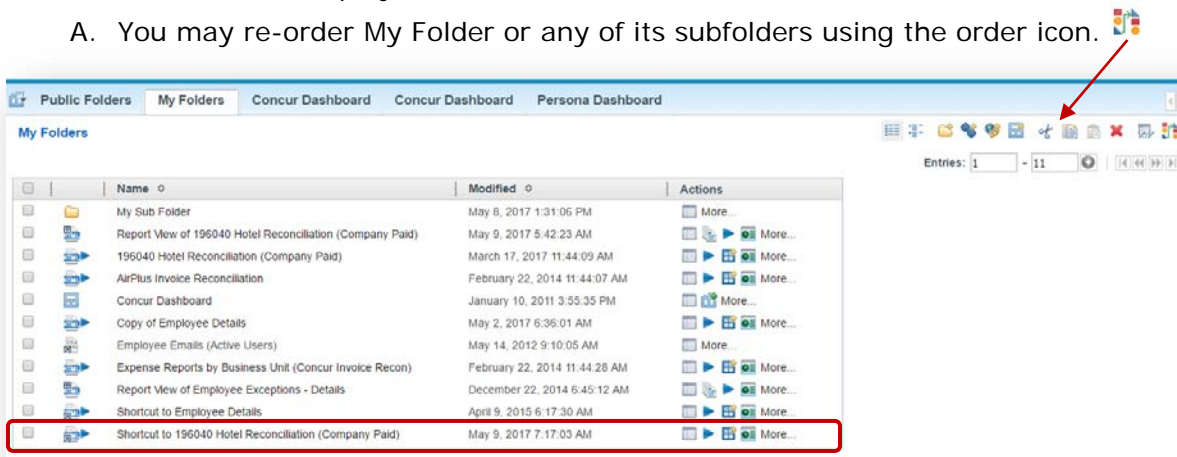 A. You may re-order My Folder or any of its subfolders using the order icon.
Public Folders My Folders Concur Dashboard Concur Dashboard Persona Dashboard
My Folders
Entries: 1 - 11
Name Modified Actions
My Sub Folder May 8, 2017 1:31:06 PM More...
Report View of 196040 Hotel Reconciliation (Company Paid) May 9, 2017 5:42:23 AM More...
196040 Hotel Reconciliation (Company Paid) March 17, 2017 11:44:09 AM More...
AirPlus Invoice Reconciliation February 22, 2014 11:44:07 AM More...
Concur Dashboard January 10, 2011 3:55:35 PM More...
Copy of Employee Details May 2, 2017 6:36:01 AM More...
Employee Emails (Active Users) May 14, 2012 9:10:05 AM More...
Expense Reports by Business Unit (Concur Invoice Recon) February 22, 2014 11:44:28 AM More...
Report View of Employee Exceptions - Details December 22, 2014 6:45:12 AM More...
Shortcut to Employee Details April 9, 2015 6:17:30 AM More...
Shortcut to 196040 Hotel Reconciliation (Company Paid) May 9, 2017 7:17:03 AM More...